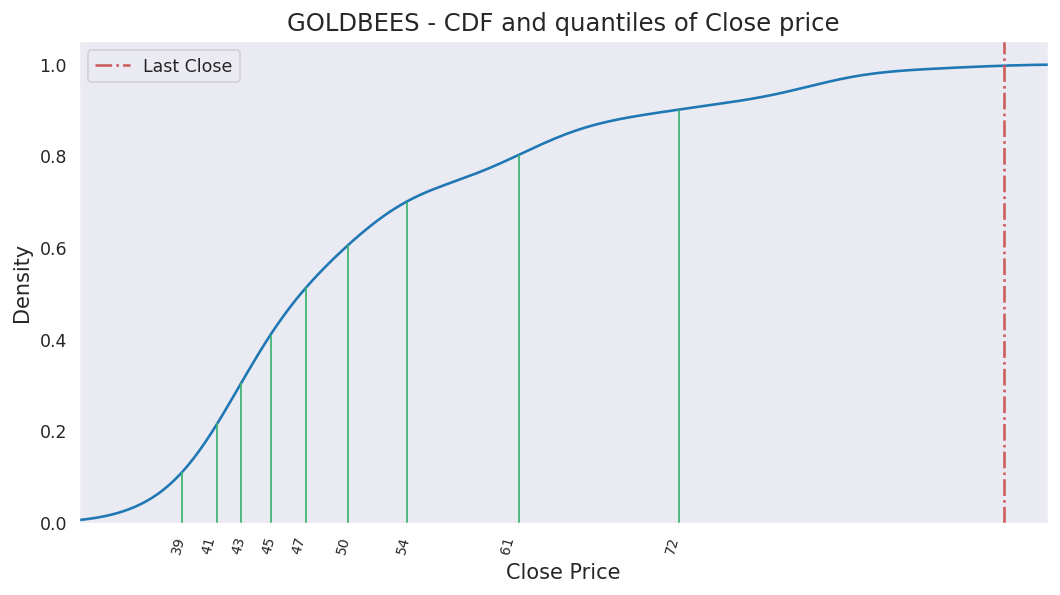 GOLDBEES - CDF and quantiles of Close price
Last Close
Density
1.0
0.8
0.6
0.4
0.2
0.0
39 41 43 45 47 50 54 61 72
Close Price